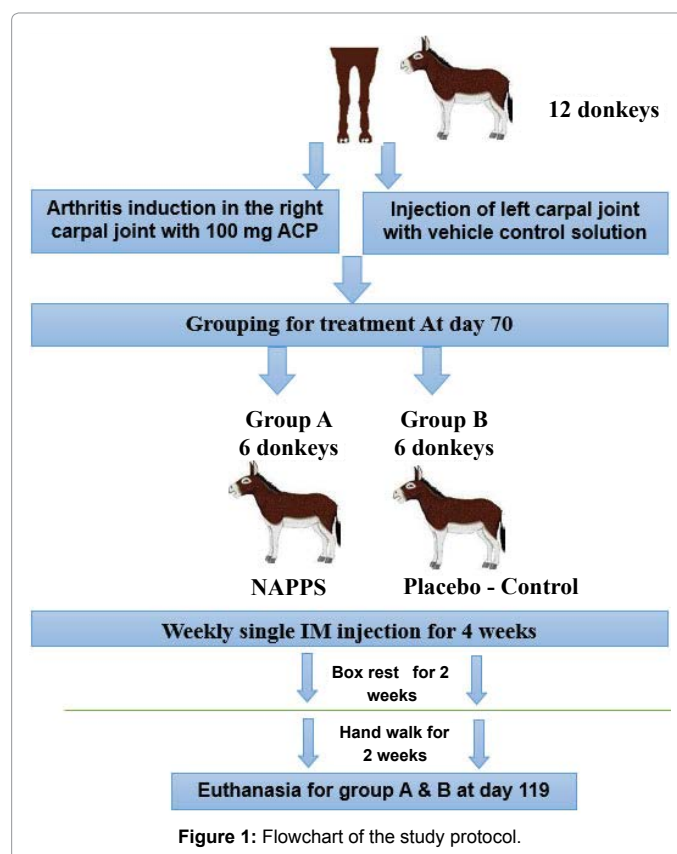 12 donkeys
Arthritis induction in the right
carpal joint with 100 mg ACP
Injection of left carpal joint
with vehicle control solution
Grouping for treatment At day 70
Group A
6 donkeys
Group B
6 donkeys
NAPPS
Placebo - Control
Weekly single IM injection for 4 weeks
Box rest for 2
weeks
Hand walk for
2 weeks
Euthanasia for group A & B at day 119
Figure 1: Flowchart of the study protocol.